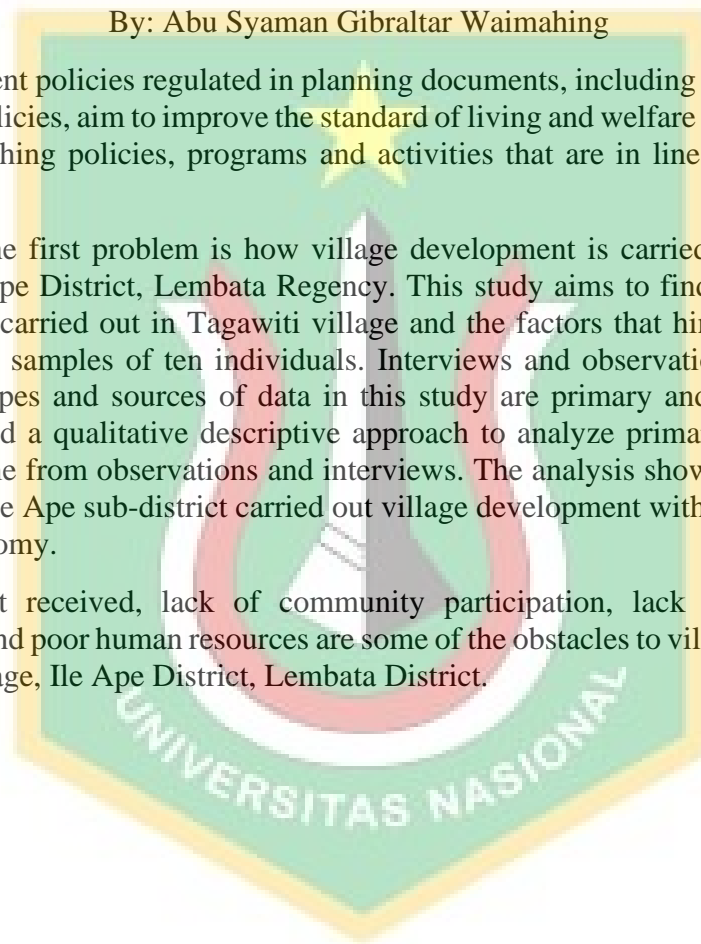 By: Abu Syaman Gibraltar Waimahing
ent policies regulated in planning documents, including
licies, aim to improve the standard of living and welfare
hing policies, programs and activities that are in line
he first problem is how village development is carried
pe District, Lembata Regency. This study aims to find
carried out in Tagawiti village and the factors that hin
samples of ten individuals. Interviews and observati
pes and sources of data in this study are primary and
d a qualitative descriptive approach to analyze prima
ne from observations and interviews. The analysis show
e Ape sub-district carried out village development with
omy.
t received, lack of community participation, lack
nd poor human resources are some of the obstacles to vil
age, Ile Ape District, Lembata District.
UNIVERSITAS NASIONAL